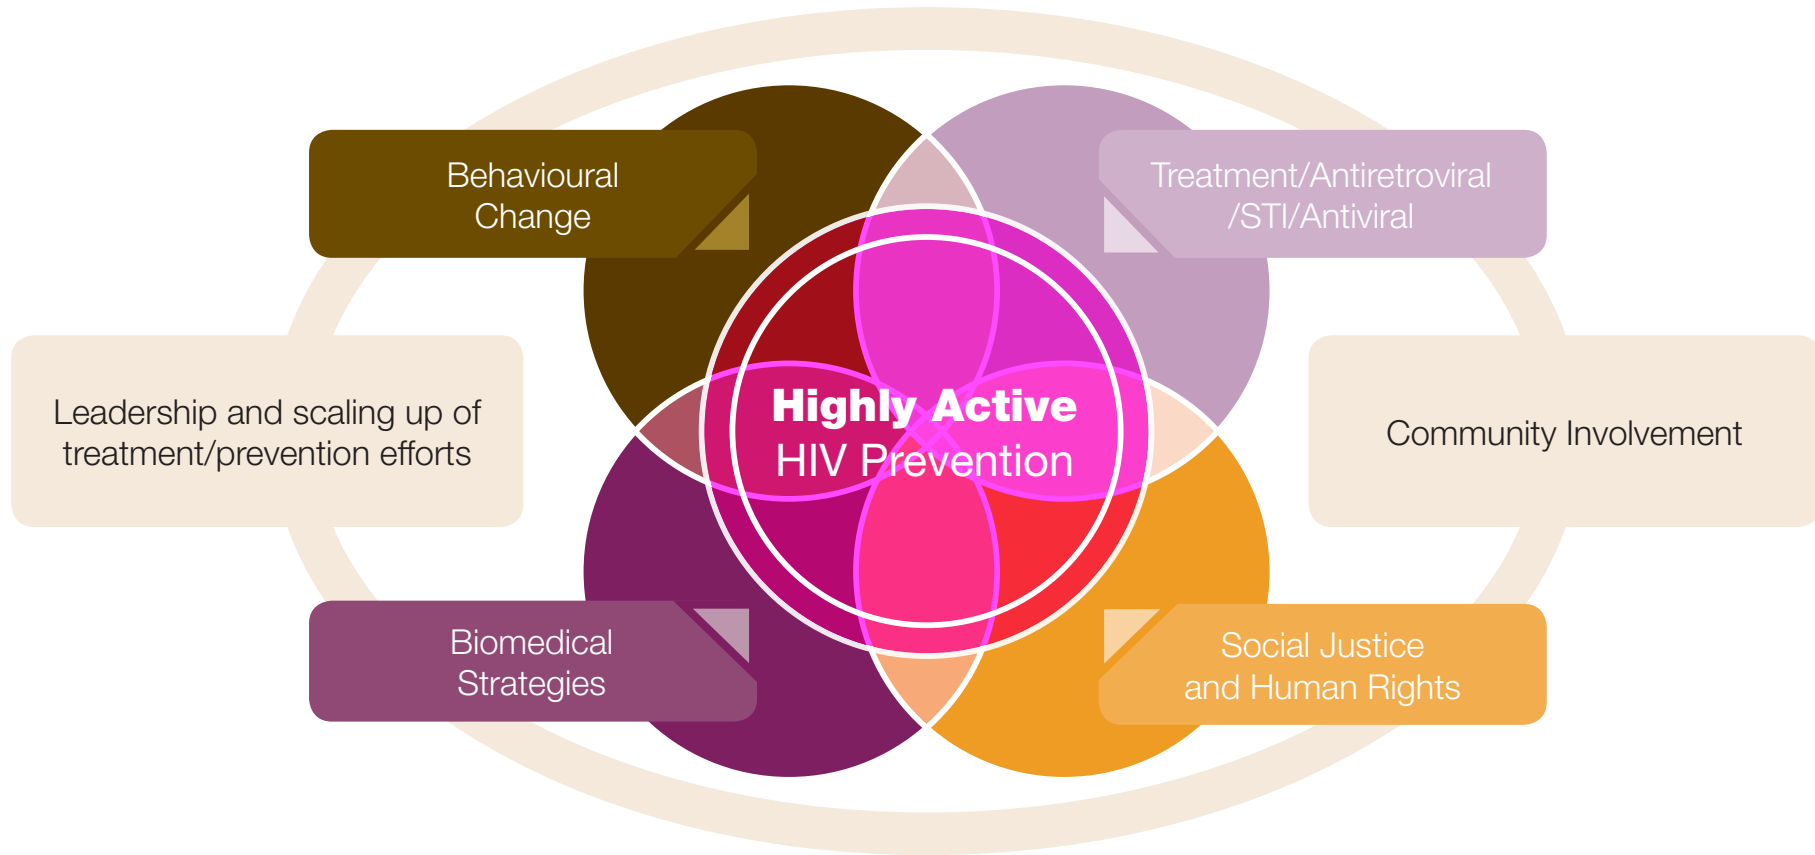 Behavioural
Change
Treatment/Antiretroviral
/STI/Antiviral
Leadership and scaling up of
treatment/prevention efforts
Highly Active
HIV Prevention
Community Involvement
Biomedical
Strategies
Social Justice
and Human Rights